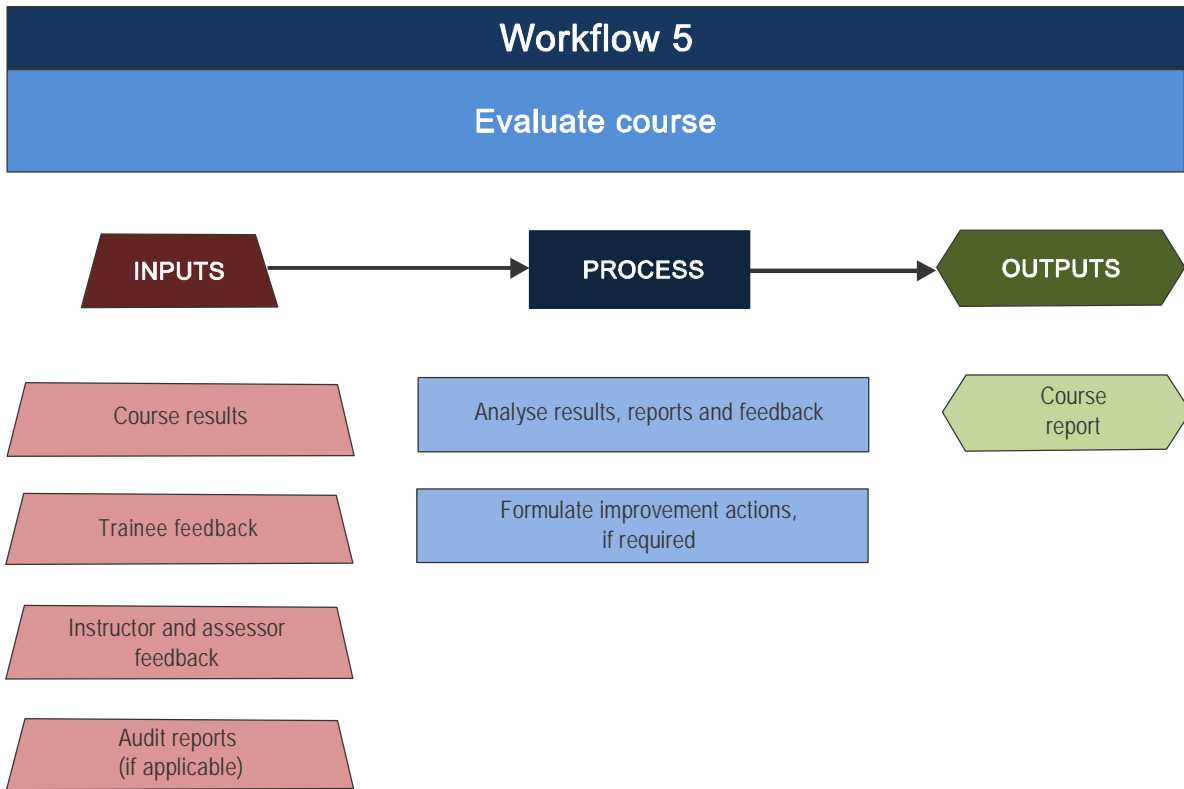 Workflow 5
Evaluate course
INPUTS
PROCESS
OUTPUTS
Course results
Analyse results, reports and feedback
Course
report
Trainee feedback
Formulate improvement actions,
if required
Instructor and assessor
feedback
Audit reports
(if applicable)